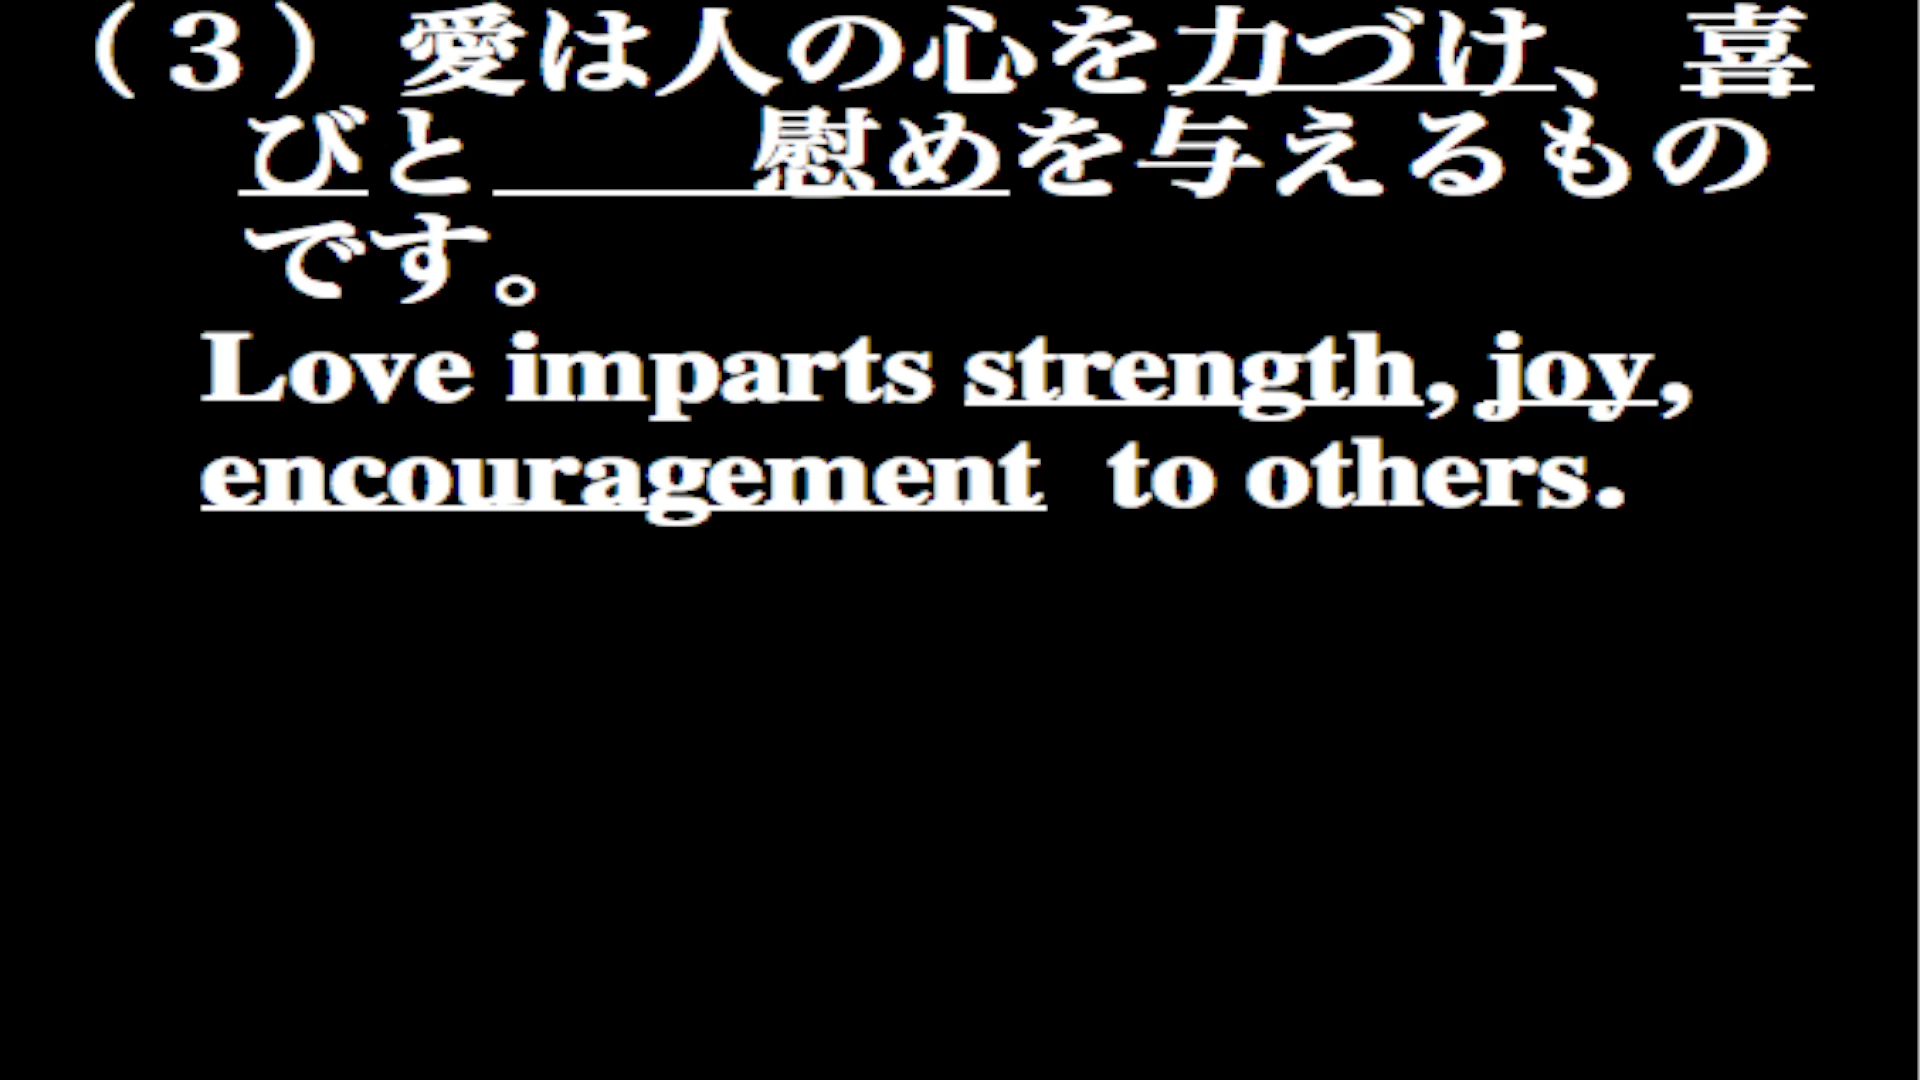 （３）愛は人の心を力づけ、喜
びと　　慰めを与えるもの
です。
Love imparts strength, joy,
encouragement  to others.